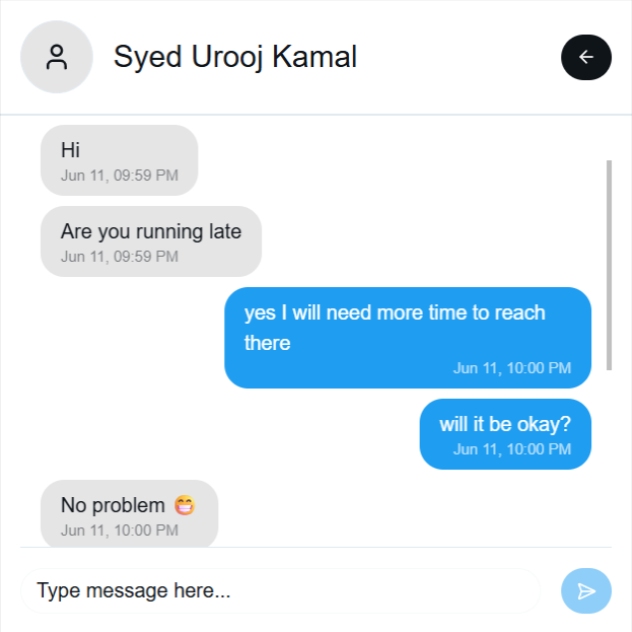 Syed Urooj Kamal
Hi
Jun 11, 09:59 PM
Are you running late
Jun 11, 09:59 PM
yes I will need more time to reach
there
Jun 11, 10:00 PM
will it be okay?
Jun 11, 10:00 PM
No problem 😁
Jun 11, 10:00 PM
Type message here...